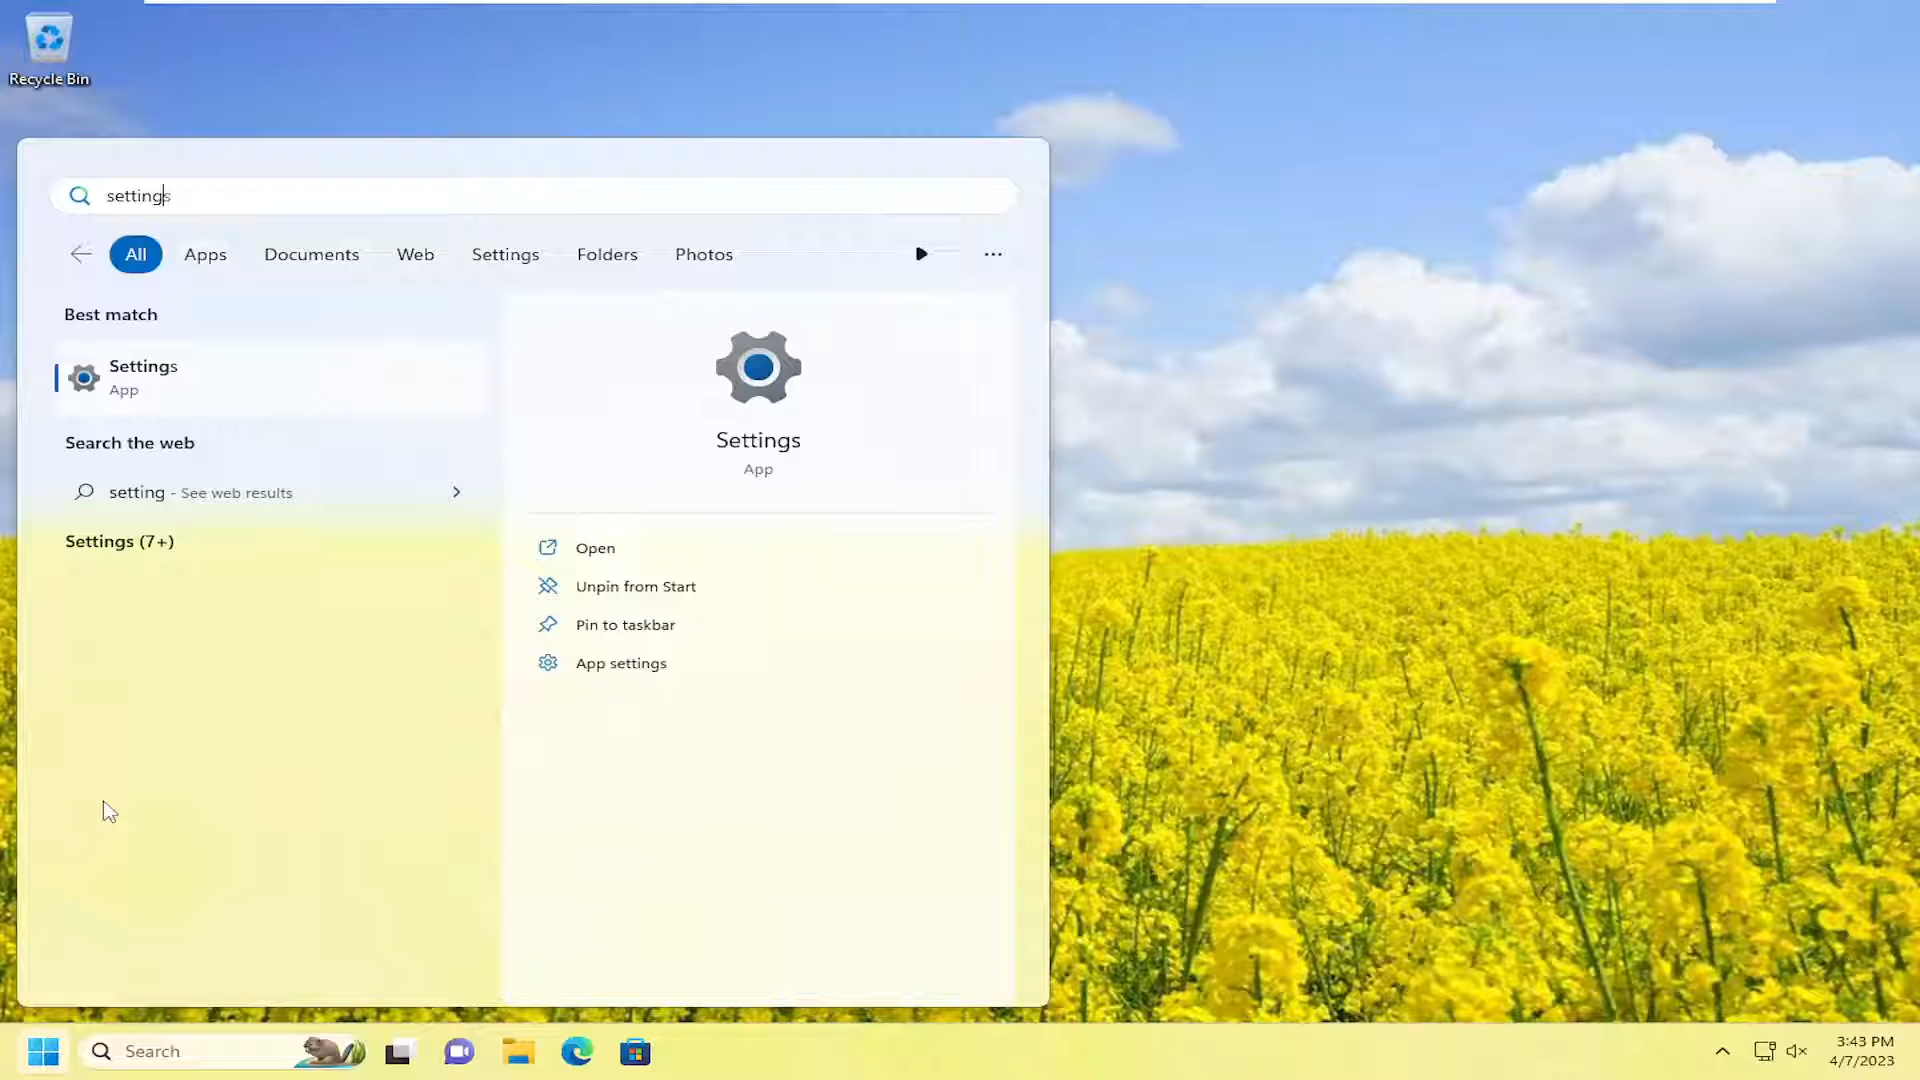 Recycle Bin
settings
All Apps Documents Web Settings Folders Photos
Best match
Settings
App
Search the web
setting - See web results
Settings (7+)
Settings
App
Open
Unpin from Start
Pin to taskbar
App settings
Search
3:43 PM
4/7/2023